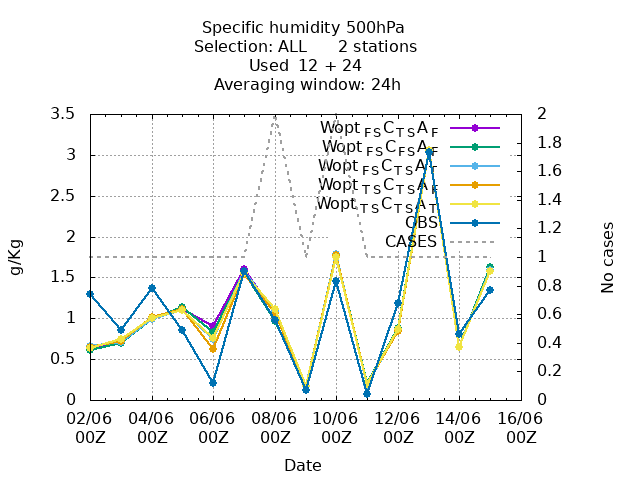 Specific humidity 500hPa
Selection: ALL 2 stations
Used 12 + 24
Averaging window: 24h
3.5
3
2.5
2
1.5
1
0.5
0
2
1.8
1.6
1.4
1.2
1
0.8
0.6
0.4
0.2
0
g/Kg
No cases
Wopt FS C TS A F
Wopt FS C FS A F
Wopt FS C TS A T
Wopt TS C TS A F
Wopt TS C TS A T
OBS
CASES
02/06 04/06 06/06 08/06 10/06 12/06 14/06 16/06
00Z 00Z 00Z 00Z 00Z 00Z 00Z 00Z
Date